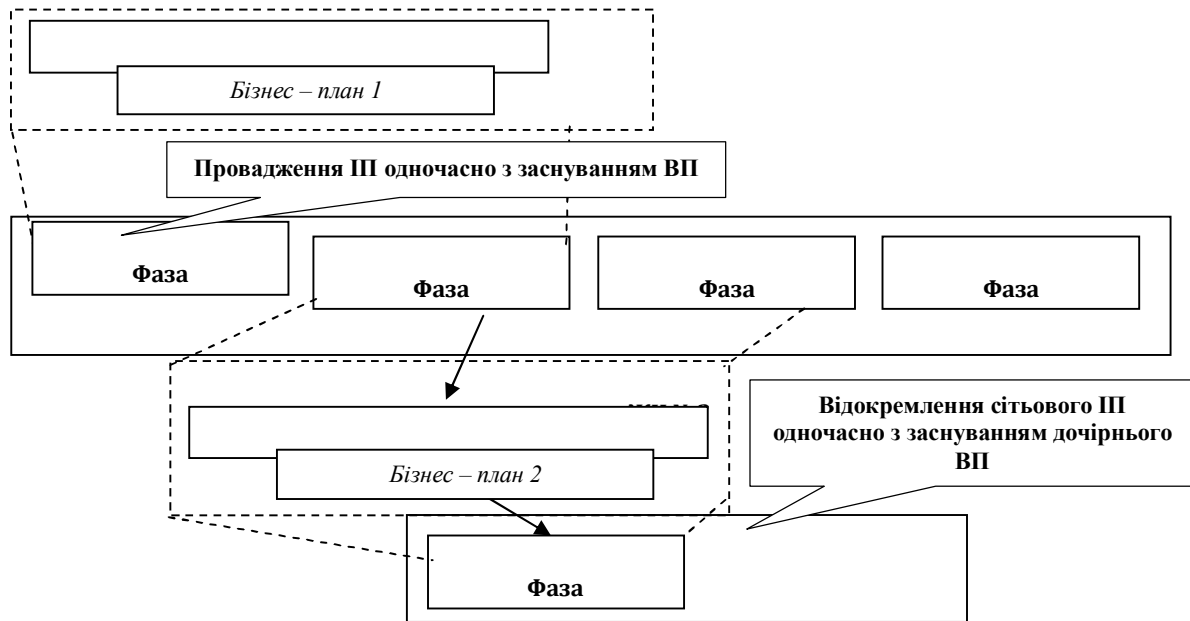 Бізнес – план 1
Провадження ІП одночасно з заснуванням ВП
Фаза
Фаза
Фаза
Фаза
Відокремлення сітьового ІП
одночасно з заснуванням дочірнього
ВП
Бізнес – план 2
Фаза